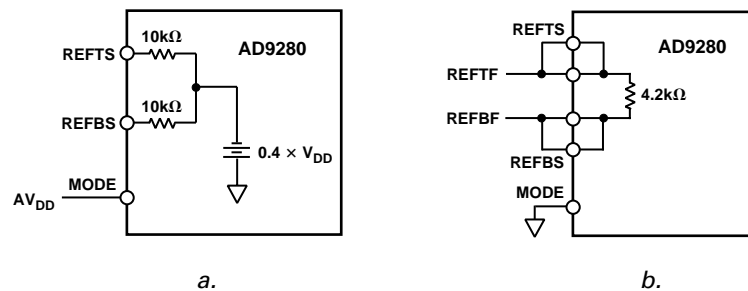 10kΩ
AD9280
REFTS
10kΩ
REFBS
0.4 × VDD
MODE
AVDD
a.
REFTS
AD9280
REFTF
4.2kΩ
REFBF
REFBS
MODE
b.